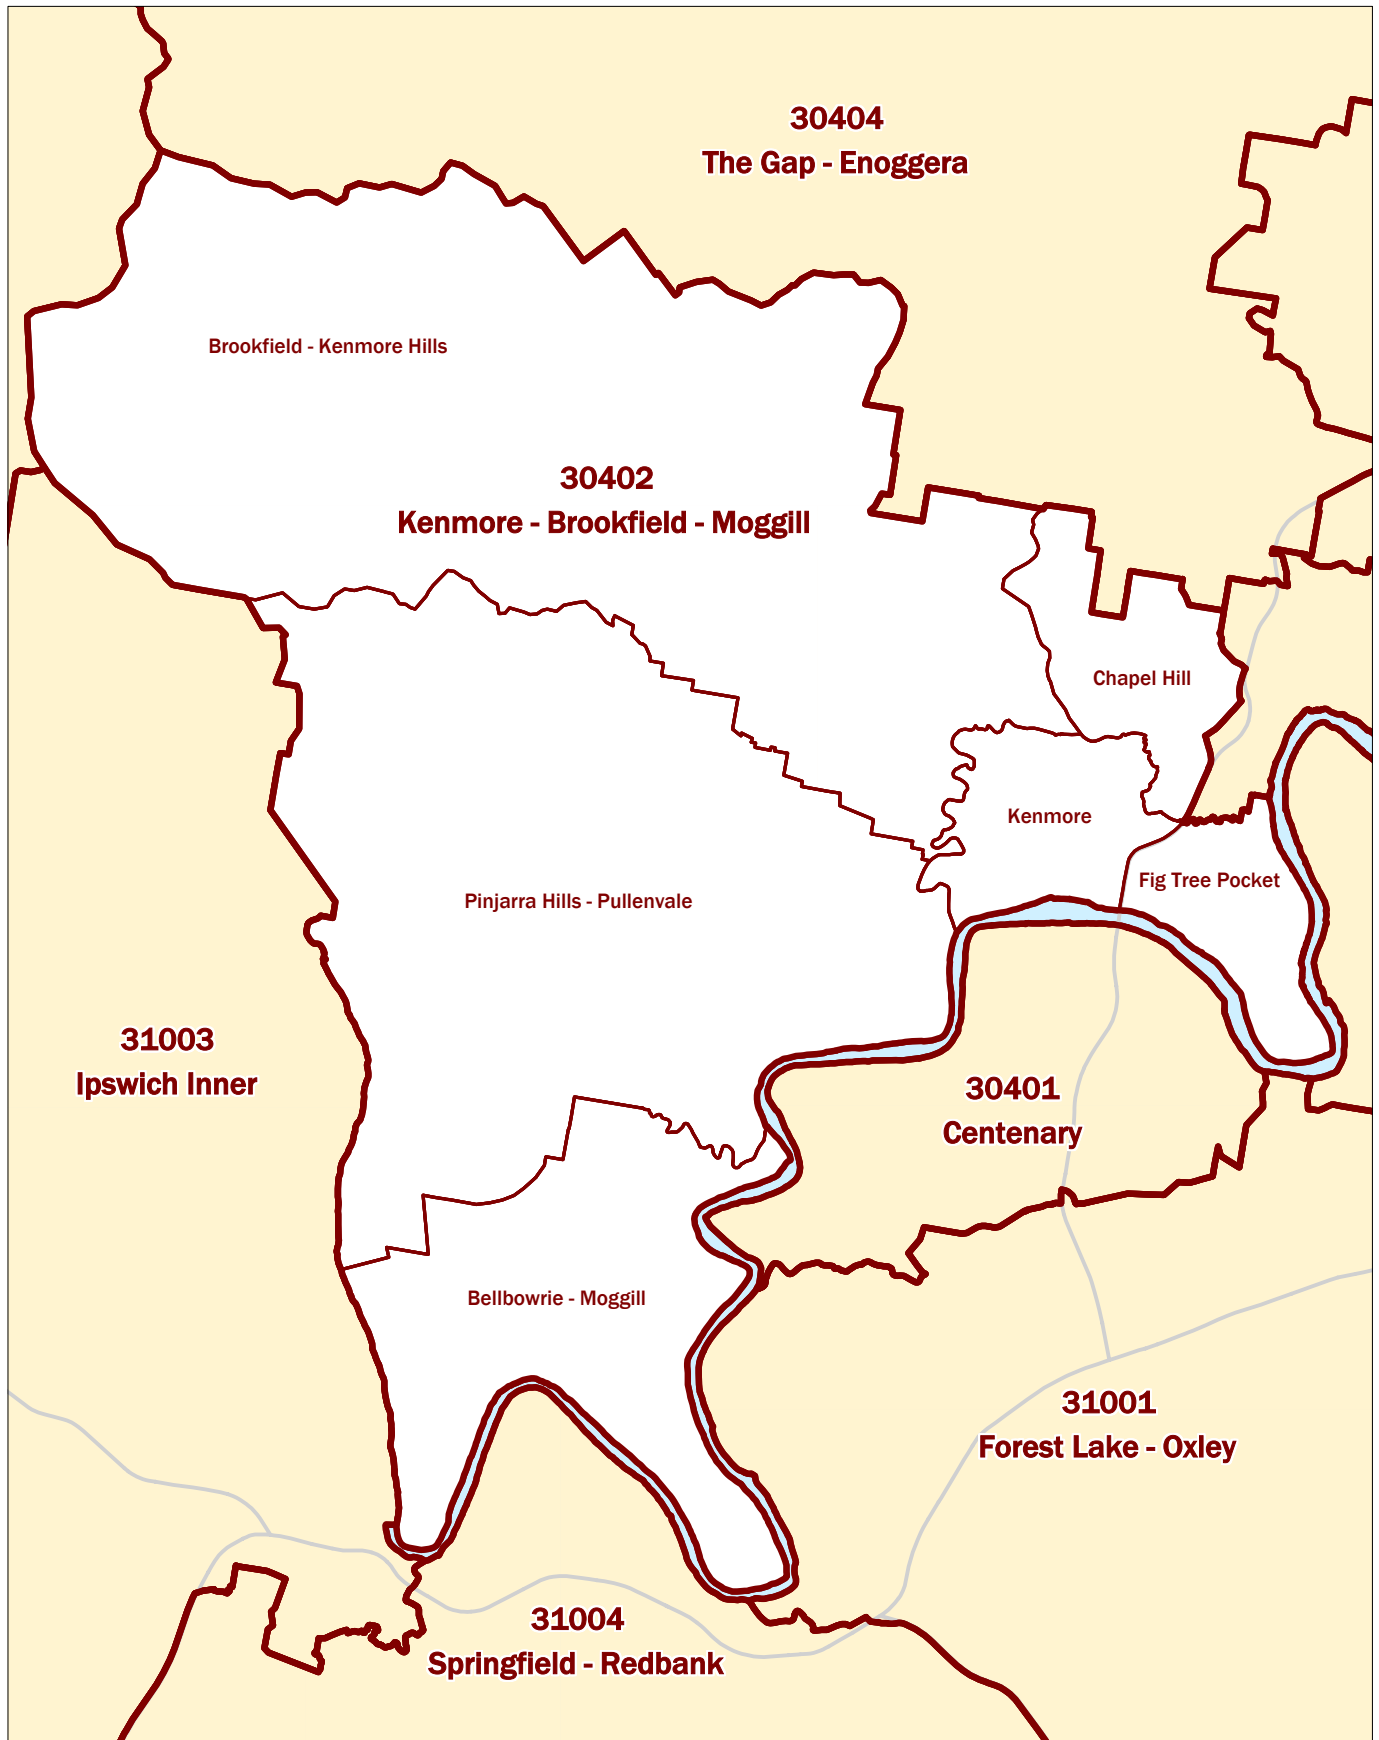 30404
The Gap - Enoggera
Brookfield - Kenmore Hills
30402
Kenmore - Brookfield - Moggill
Chapel Hill
Kenmore
Fig Tree Pocket
Pinjarra Hills - Pullenvale
31003
Ipswich Inner
30401
Centenary
Bellbowrie - Moggill
31001
Forest Lake - Oxley
31004
Springfield - Redbank